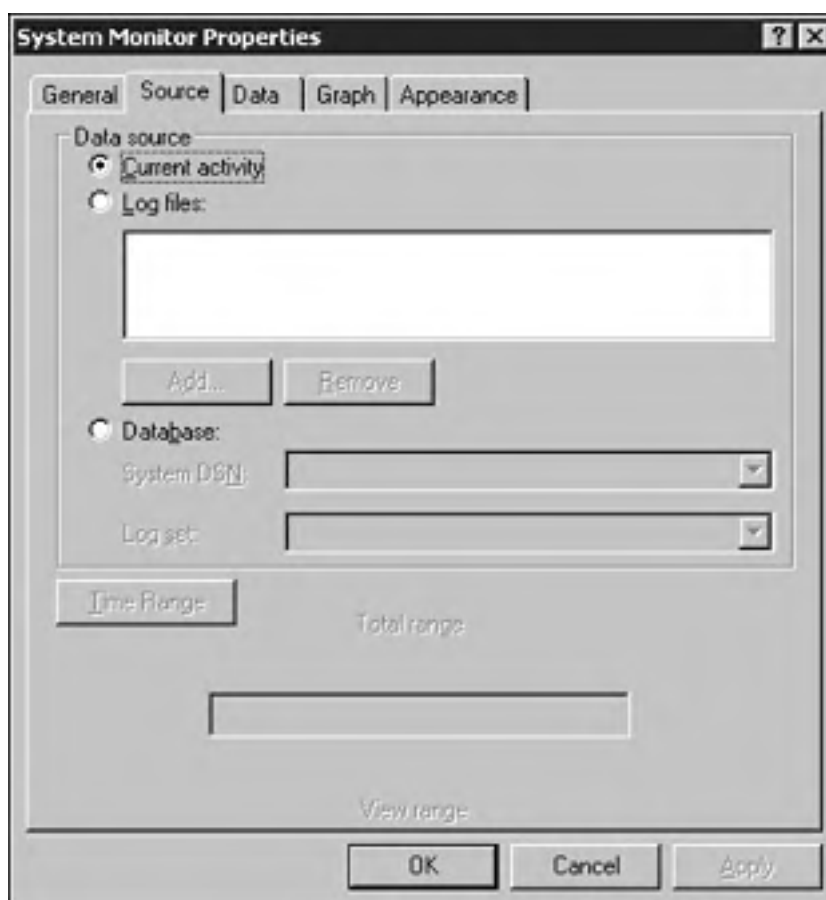 System Monitor Properties
General Source Data Graph Appearance
Data source
Current activity
Log files:
Add... Remove
Database:
System DSN:
Log set:
Time Range
Total range
View range
OK Cancel Apply